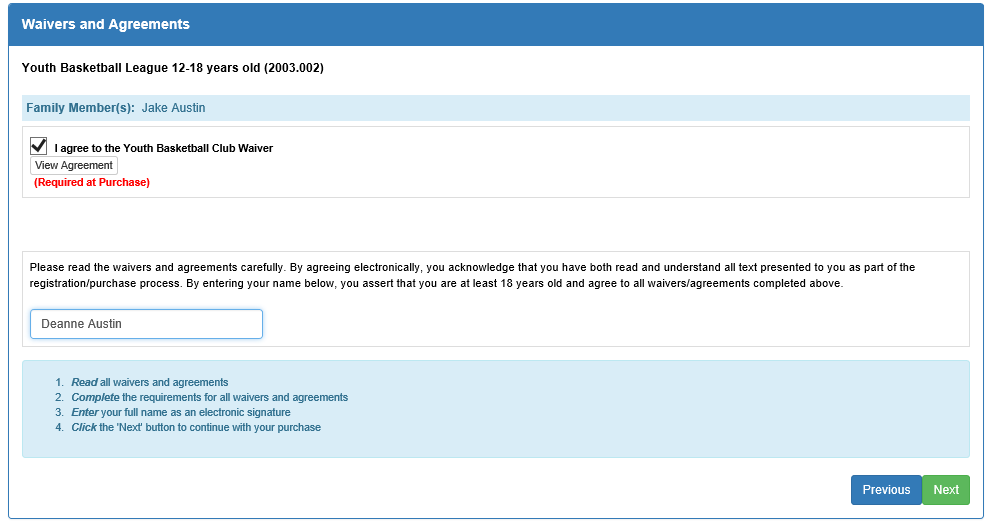 Waivers and Agreements
Youth Basketball League 12-18 years old (2003.002)
Family Member(s): Jake Austin
I agree to the Youth Basketball Club Waiver
View Agreement
(Required at Purchase)
Please read the waivers and agreements carefully. By agreeing electronically, you acknowledge that you have both read and understand all text presented to you as part of the
registration/purchase process. By entering your name below, you assert that you are at least 18 years old and agree to all waivers/agreements completed above.
Deanne Austin
1. Read all waivers and agreements
2. Complete the requirements for all waivers and agreements
3. Enter your full name as an electronic signature
4. Click the 'Next' button to continue with your purchase
Previous Next